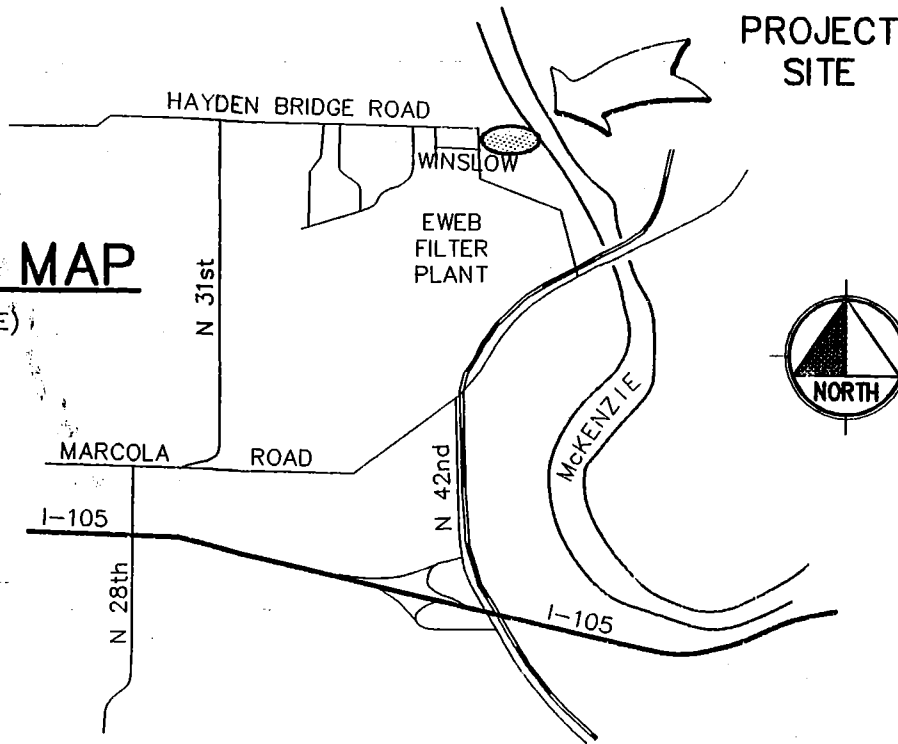 PROJECT
SITE
HAYDEN BRIDGE ROAD
WINSLOW
EWEB
FILTER
PLANT
MAP
E)
N 31st
NORTH
McKENZIE
MARCOLA ROAD
N 42nd
I-105
N 28th
I-105